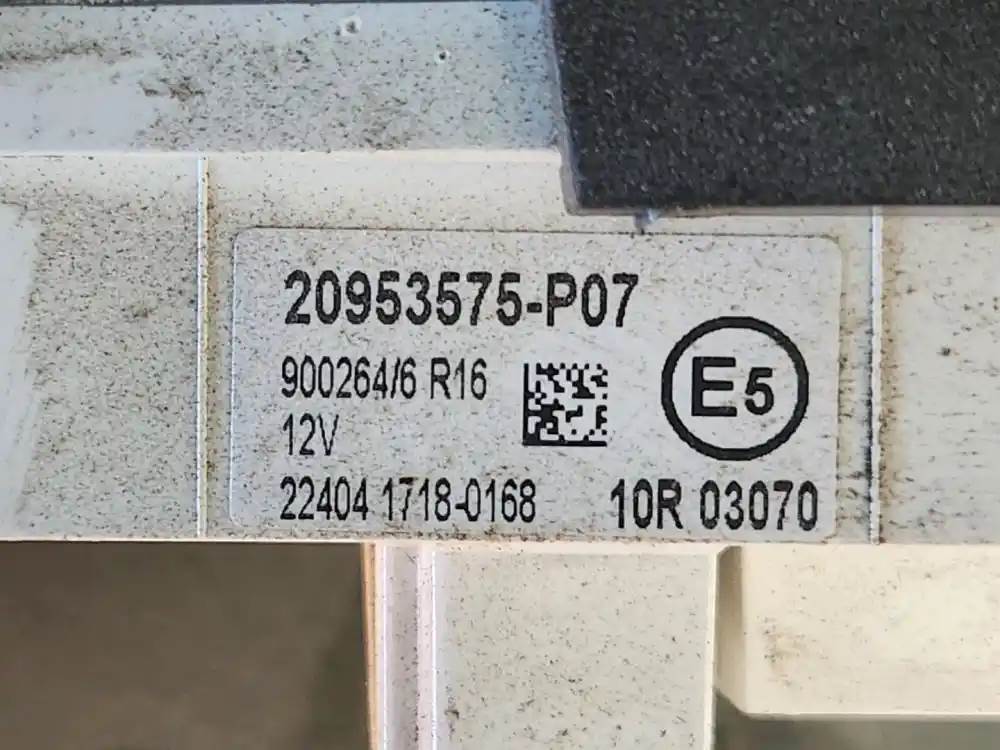 20953575-P07
900264/6 R16
12V
E5
22404 1718-0168
10R 03070